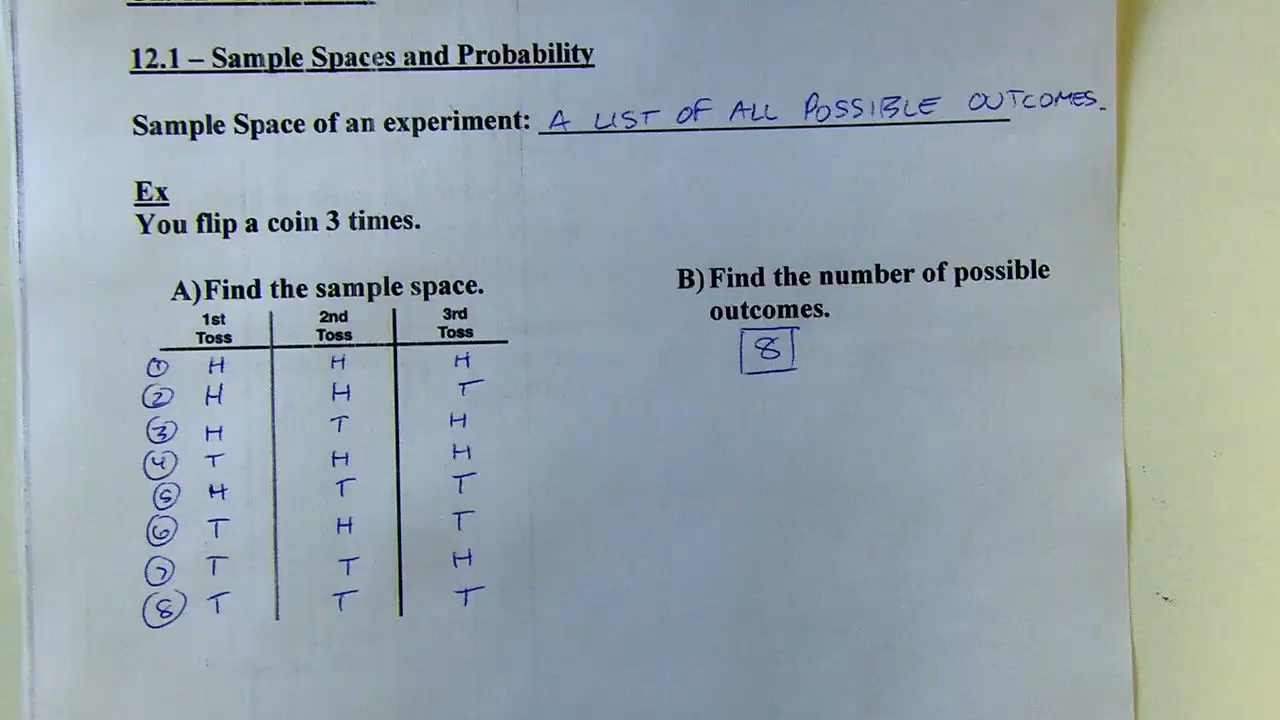 12.1 – Sample Spaces and Probability
Sample Space of an experiment: A LIST OF ALL POSSIBLE OUTCOMES.
Ex
You flip a coin 3 times.
A) Find the sample space.
1st Toss 2nd Toss 3rd Toss
1 H H H
2 H H T
3 H T H
4 T H H
5 H T T
6 T H T
7 T T H
8 T T T
B) Find the number of possible
outcomes.
8